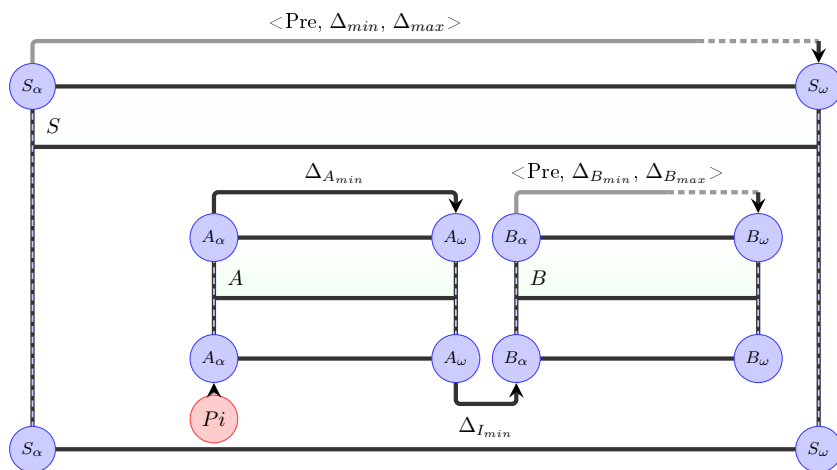 <Pre, Δmin, Δmax>
Sα Sω
S
ΔAmin <Pre, ΔBmin, ΔBmax>
Aα Aω Bα Bω
A B
Aα Aω Bα Bω
Pi
ΔImin
Sα Sω